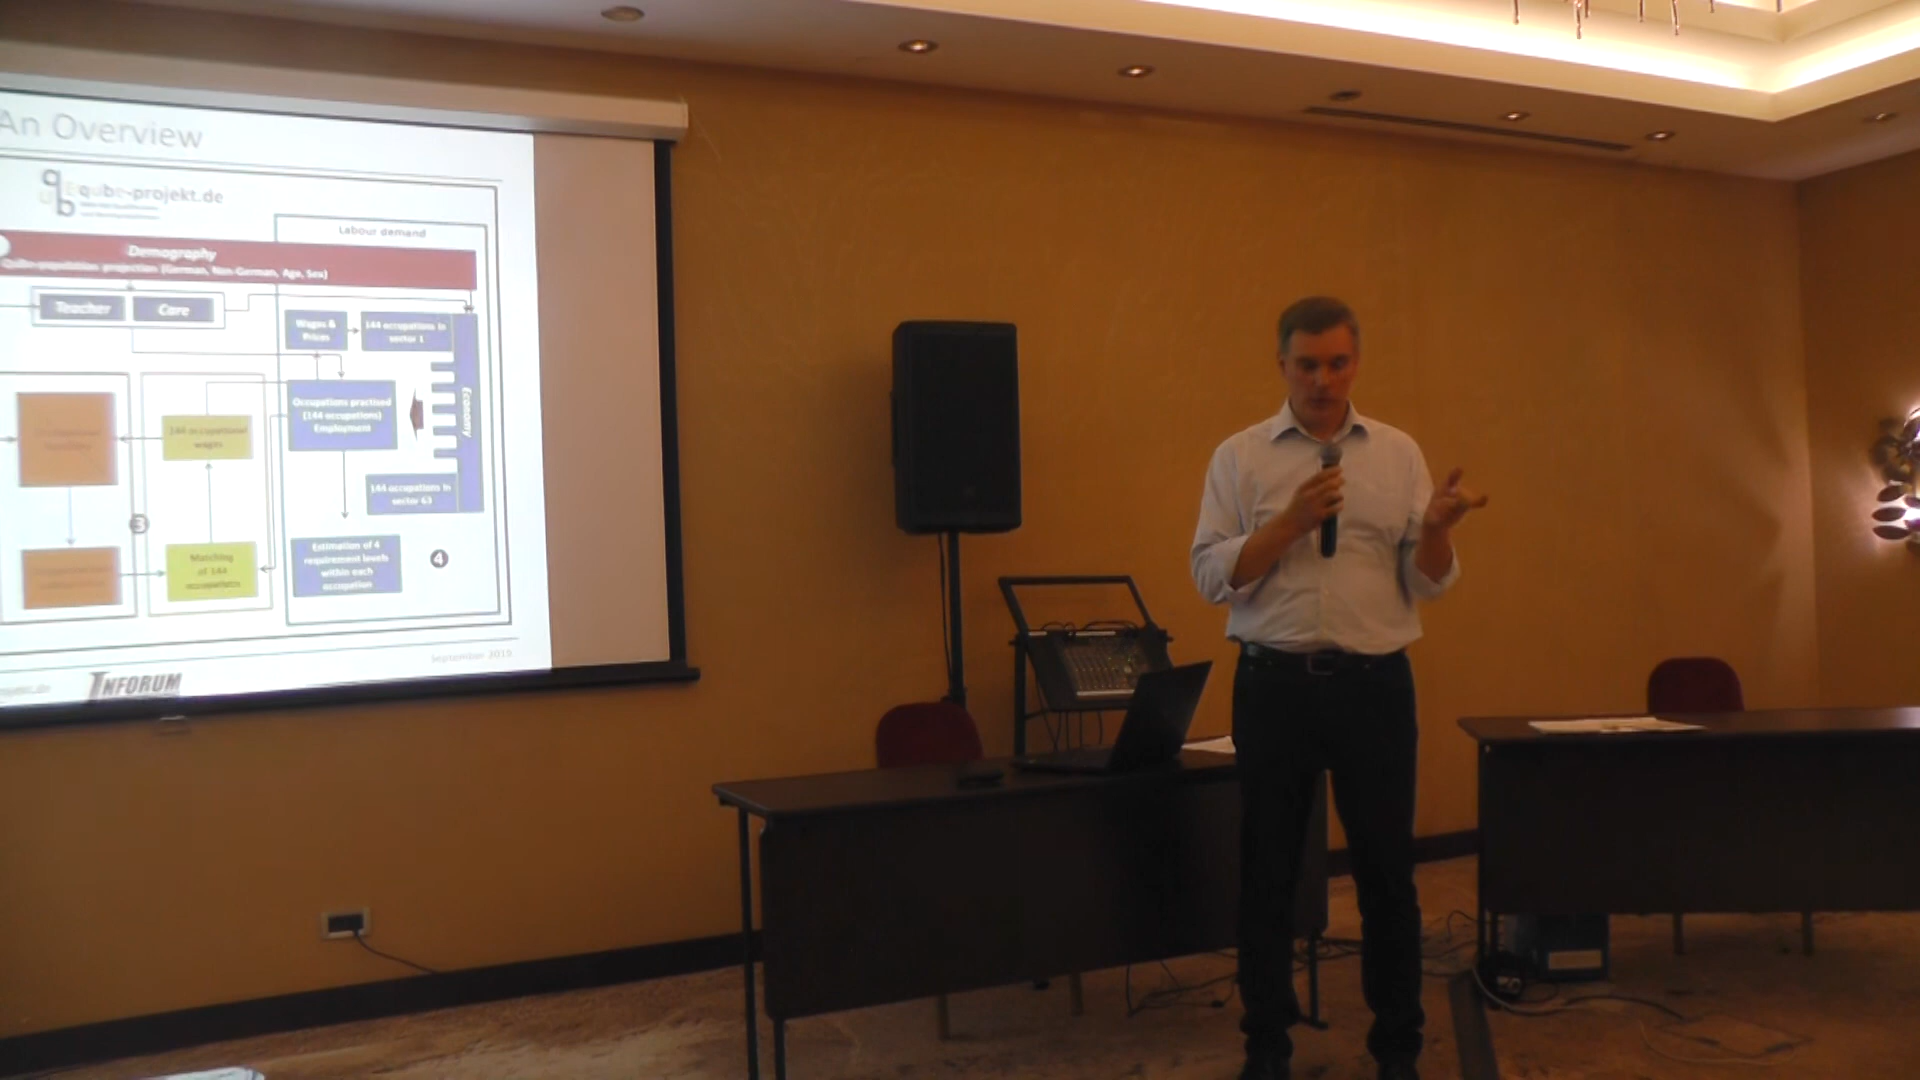 An Overview
qube-projekt.de
Labour demand
Demography
QuBe-population projection (German, Non-German, Age, Sex)
Teacher
Care
Wages &
Prices
144 occupations in
sector 1
Occupations practised
(144 occupations)
Employment
Economy
144 occupational
wages
144 occupations in
sector 63
3
Matching
of 144
occupations
Estimation of 4
requirement levels
within each
occupation
4
September 2019
INFORUM